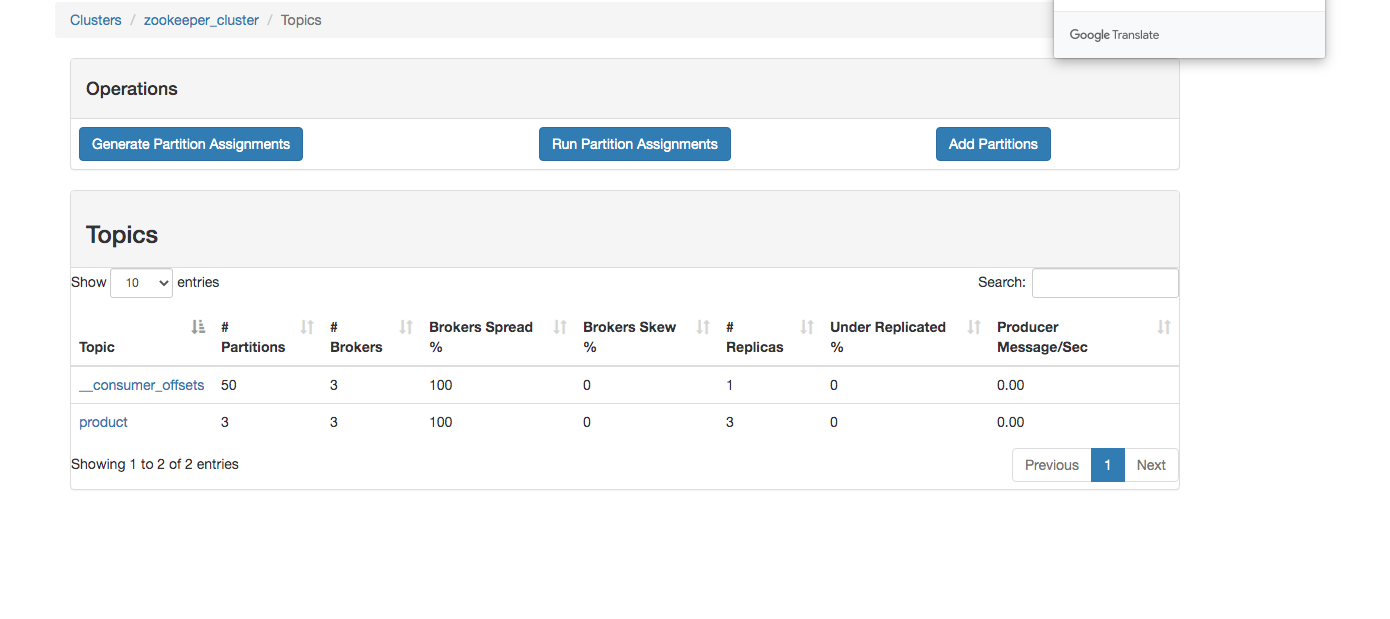 Clusters / zookeeper_cluster / Topics
Google Translate
Operations
Generate Partition Assignments Run Partition Assignments Add Partitions
Topics
Show 10 entries Search:
Topic # Partitions # Brokers Brokers Spread % Brokers Skew % # Replicas Under Replicated % Producer Message/Sec
__consumer_offsets 50 3 100 0 1 0 0.00
product 3 3 100 0 3 0 0.00
Showing 1 to 2 of 2 entries Previous 1 Next